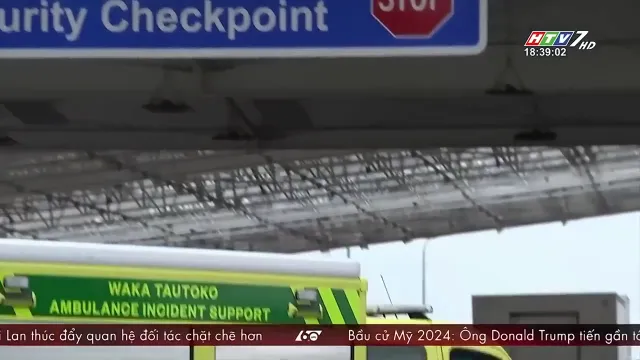 urity Checkpoint
STOP
HTV7 HD
18:39:02
WAKA TAUTOKO
AMBULANCE INCIDENT SUPPORT
i Lan thúc đẩy quan hệ đối tác chặt chẽ hơn
60 Bầu cử Mỹ 2024: Ông Donald Trump tiến gần tớ